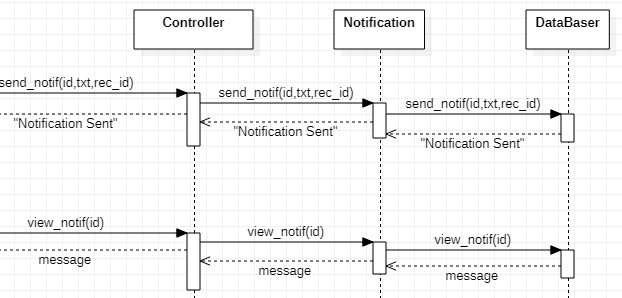 Controller
Notification
DataBaser
send_notif(id,txt,rec_id)
send_notif(id,txt,rec_id)
send_notif(id,txt,rec_id)
"Notification Sent"
"Notification Sent"
"Notification Sent"
view_notif(id)
view_notif(id)
view_notif(id)
message
message
message